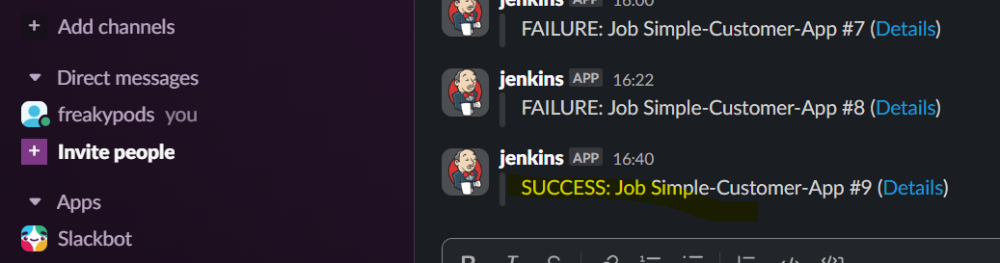 + Add channels
Direct messages
freakypods you
+ Invite people
Apps
Slackbot
jenkins APP 16:00
FAILURE: Job Simple-Customer-App #7 (Details)
jenkins APP 16:22
FAILURE: Job Simple-Customer-App #8 (Details)
jenkins APP 16:40
SUCCESS: Job Simple-Customer-App #9 (Details)